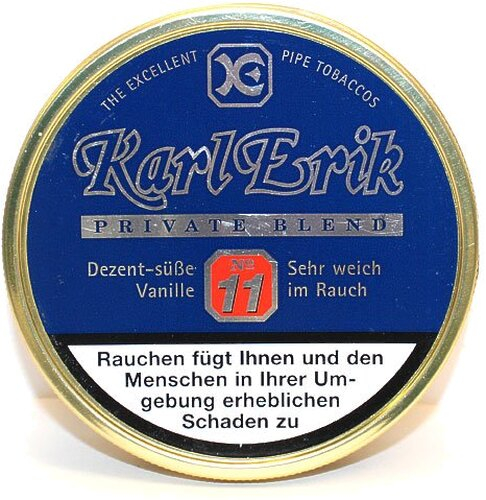 THE EXCELLENT PIPE TOBACCOS
KE
Karl Erik
PRIVATE BLEND
Dezent-süße
Vanille
No
11
Sehr weich
im Rauch
Rauchen fügt Ihnen und den
Menschen in Ihrer Um-
gebung erheblichen
Schaden zu